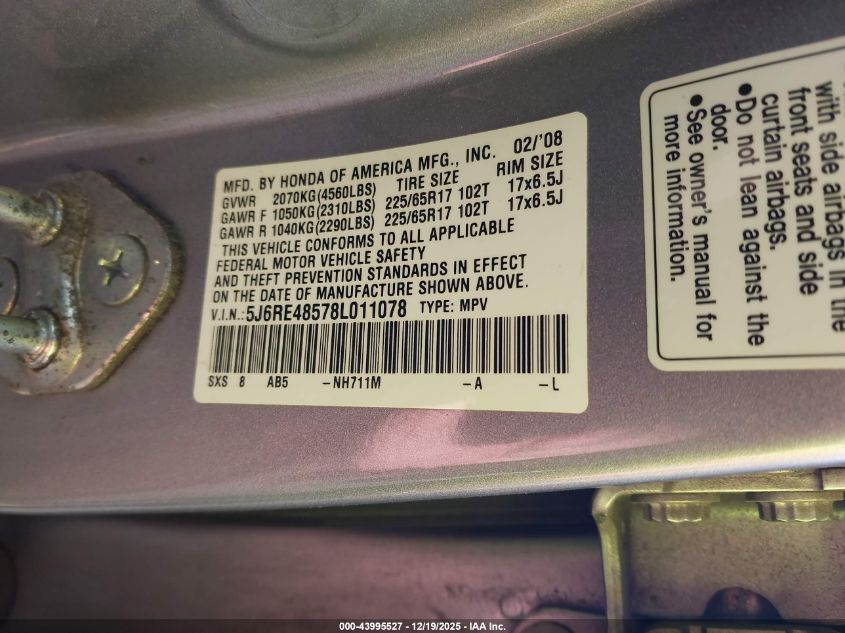 MFD. BY HONDA OF AMERICA MFG., INC. 02/'08
GVWR 2070KG(4560LBS) TIRE SIZE RIM SIZE
GAWR F 1050KG(2310LBS) 225/65R17 102T 17x6.5J
GAWR R 1040KG(2290LBS) 225/65R17 102T 17x6.5J
THIS VEHICLE CONFORMS TO ALL APPLICABLE
FEDERAL MOTOR VEHICLE SAFETY
AND THEFT PREVENTION STANDARDS IN EFFECT
ON THE DATE OF MANUFACTURE SHOWN ABOVE.
V.I.N.:5J6RE48578L011078 TYPE: MPV
SXS 8 AB5 -NH711M -A -L
with side airbags in the
front seats and side
curtain airbags.
●Do not lean against the
door.
●See owner's manual for
more information.
000-43995527 - 12/19/2025 - IAA Inc.